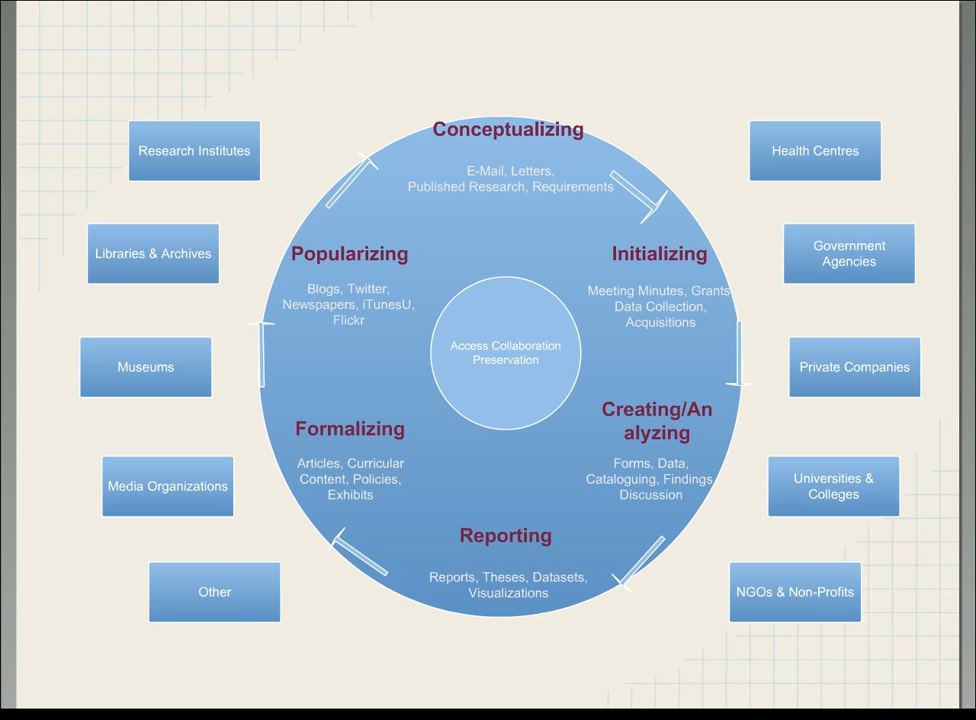 Conceptualizing
E-Mail, Letters,
Published Research, Requirements
Initializing
Meeting Minutes, Grants
Data Collection,
Acquisitions
Creating/An
alyzing
Forms, Data,
Cataloguing, Findings
Discussion
Reporting
Reports, Theses, Datasets,
Visualizations
Formalizing
Articles, Curricular
Content, Policies,
Exhibits
Popularizing
Blogs, Twitter,
Newspapers, iTunesU,
Flickr
Access Collaboration
Preservation
Research Institutes
Libraries & Archives
Museums
Media Organizations
Other
Health Centres
Government
Agencies
Private Companies
Universities &
Colleges
NGOs & Non-Profits